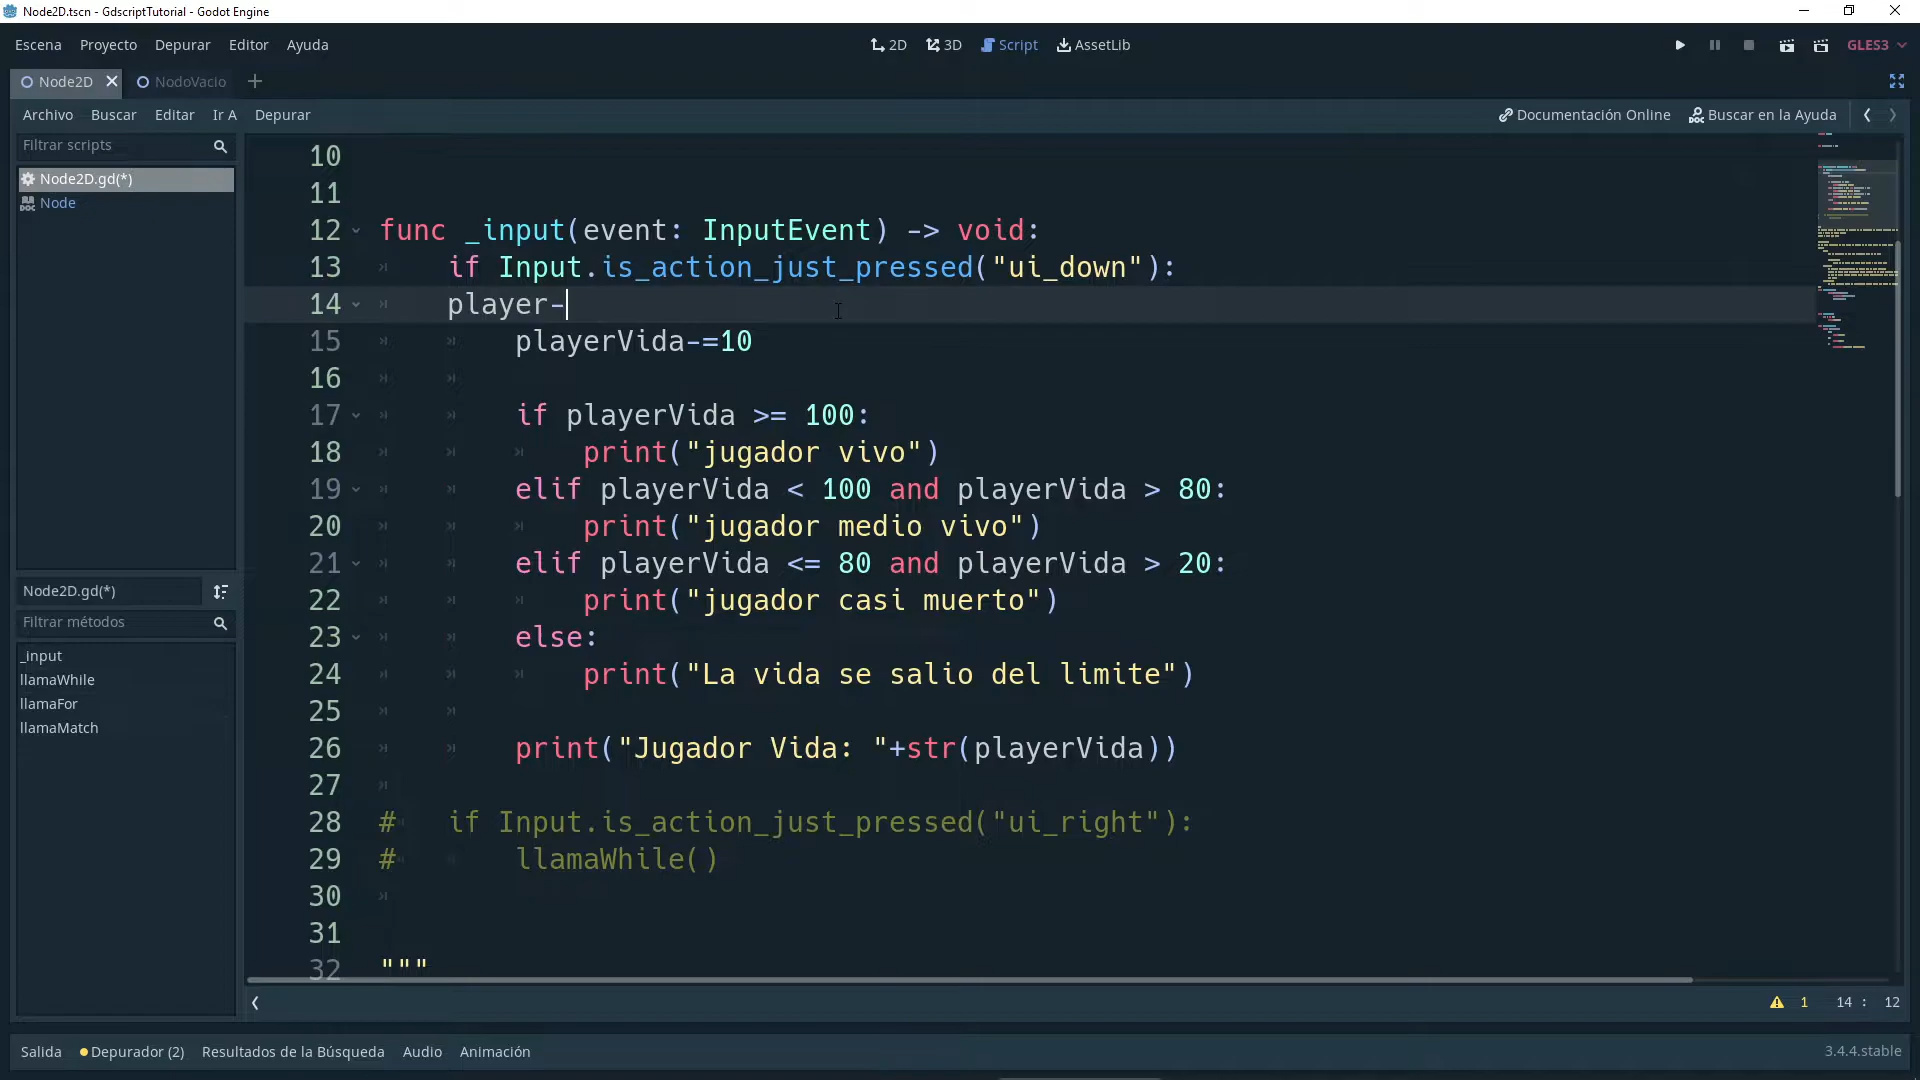 Node2D.tscn - GdscriptTutorial - Godot Engine
Escena Proyecto Depurar Editor Ayuda
2D 3D Script AssetLib
GLES3
Node2D NodoVacio
Archivo Buscar Editar Ir A Depurar
Documentación Online Buscar en la Ayuda
Filtrar scripts
Node2D.gd(*)
Node
Node2D.gd(*)
Filtrar métodos
_input
llamaWhile
llamaFor
llamaMatch
10
11
12 func _input(event: InputEvent) -> void:
13 if Input.is_action_just_pressed("ui_down"):
14 player-
15 playerVida-=10
16
17 if playerVida >= 100:
18 print("jugador vivo")
19 elif playerVida < 100 and playerVida > 80:
20 print("jugador medio vivo")
21 elif playerVida <= 80 and playerVida > 20:
22 print("jugador casi muerto")
23 else:
24 print("La vida se salio del limite")
25
26 print("Jugador Vida: "+str(playerVida))
27
28 # if Input.is_action_just_pressed("ui_right"):
29 # llamaWhile()
30
31
32 """
1 14 : 12
Salida Depurador (2) Resultados de la Búsqueda Audio Animación
3.4.4.stable